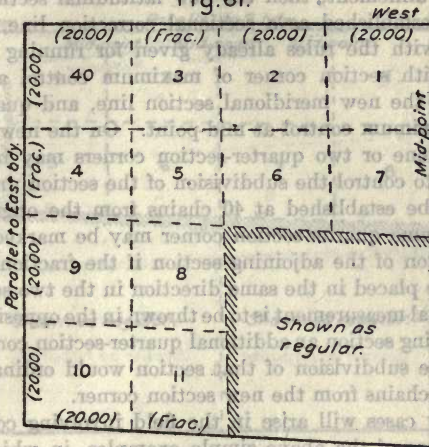 Fig.61.
West
(20.00) (Frac.) (20.00) (20.00)
(20.00) 40 3 2 1
(Frac.) 4 5 6 7
Mid-point
Parallel to East bdy.
(20.00) 9 8
Shown as
regular.
(20.00) 10 11
(20.00) (Frac.)